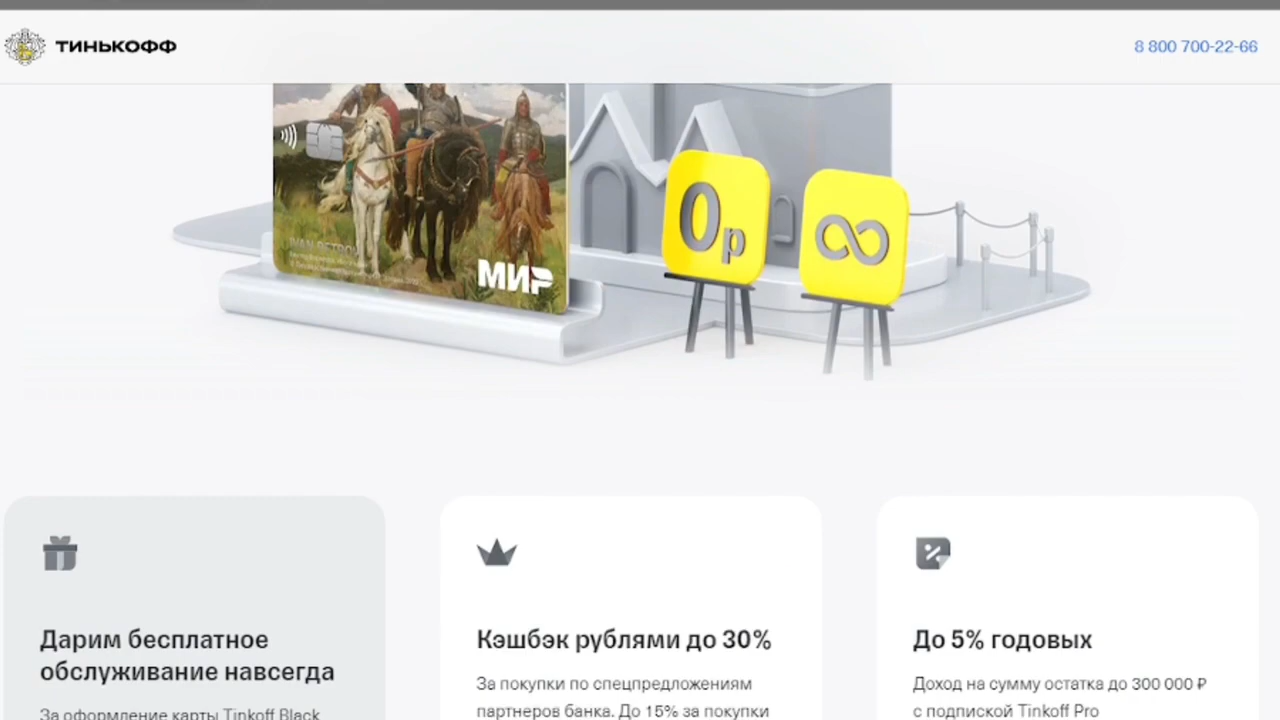 ТИНЬКОФФ
8 800 700-22-66
IVAN PETROV
МИР
0р
Дарим бесплатное
обслуживание навсегда
За оформление карты Tinkoff Black
Кэшбэк рублями до 30%
За покупки по спецпредложениям
партнеров банка. До 15% за покупки
До 5% годовых
Доход на сумму остатка до 300 000 ₽
с подпиской Tinkoff Pro